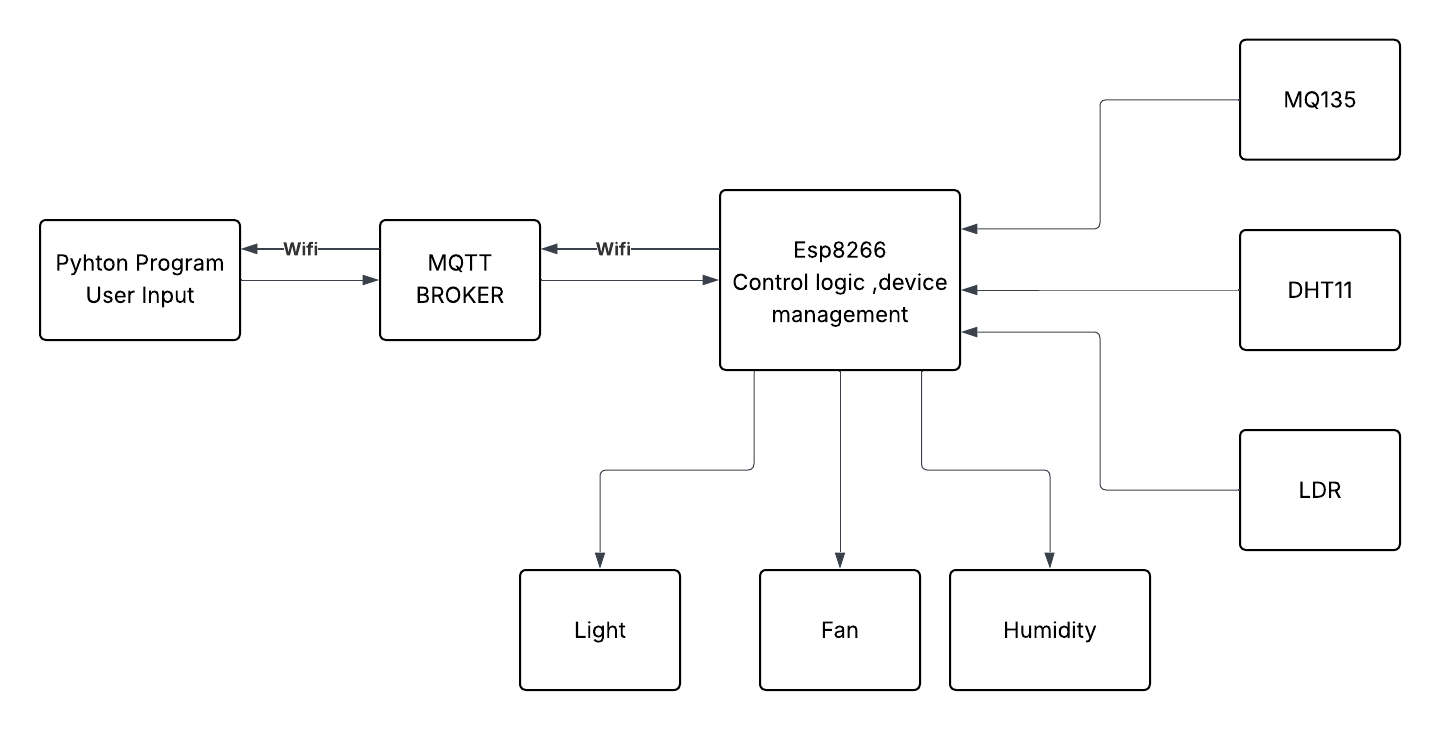 MQ135
Pyhton Program
User Input
Wifi
MQTT
BROKER
Wifi
Esp8266
Control logic ,device
management
DHT11
LDR
Light
Fan
Humidity